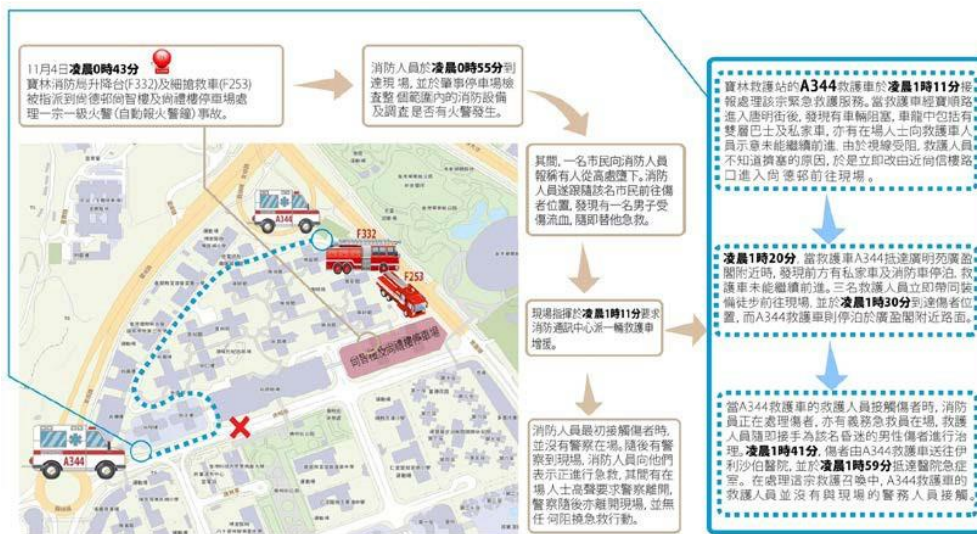 11月4日凌晨0時43分
寶林消防局升降台(F332)及細搶救車(F253)
被指派到尚德邨尚智樓及尚禮樓停車場處
理一宗一級火警(自動報火警鐘)事故。
消防人員於凌晨0時55分到
達現場, 並於肇事停車場檢
查整個範圍內的消防設備
及調查是否有火警發生。
其間, 一名市民向消防人員
報稱有人從高處墮下。消防
人員遂跟隨該名市民前往傷
者位置, 發現有一名男子受
傷流血, 隨即替他急救。
現場指揮於凌晨1時11分要求
消防通訊中心派一輛救護車
增援。
消防人員最初接觸傷者時,
並沒有警察在場。隨後有警
察到現場, 消防人員向他們
表示正進行急救, 其間有在
場人士高聲要求警察離開,
警察隨後亦離開現場, 並無
任何阻撓急救行動。
寶林救護站的A344救護車於凌晨1時11分接
報處理該宗緊急救護服務。當救護車經寶順路
進入唐明街後, 發現有車輛阻塞, 車龍中包括有
雙層巴士及私家車, 亦有在場人士向救護車人
員示意未能繼續前進. 由於視線受阻, 救護人員
不知道擠塞的原因, 於是立即改由近尚信樓路
口進入尚德邨前往現場。
凌晨1時20分, 當救護車A344抵達廣明苑廣盈
閣附近時, 發現前方有私家車及消防車停泊, 救
護車未能繼續前進。三名救護人員立即帶同裝
備徒步前往現場, 並於凌晨1時30分到達傷者位
置, 而A344救護車則停泊於廣盈閣附近路面。
當A344救護車的救護人員接觸傷者時, 消防
員正在處理傷者, 亦有義務急救員在場, 救護
人員隨即接手為該名昏迷的男性傷者進行治
理. 凌晨1時41分, 傷者由A344救護車送往伊
利沙伯醫院, 並於凌晨1時59分抵達醫院急症
室。在處理這宗救護召喚中, A344救護車的
救護人員並沒有與現場的警務人員接觸。
A344
F332
F253
尚智樓及尚禮樓停車場
A344